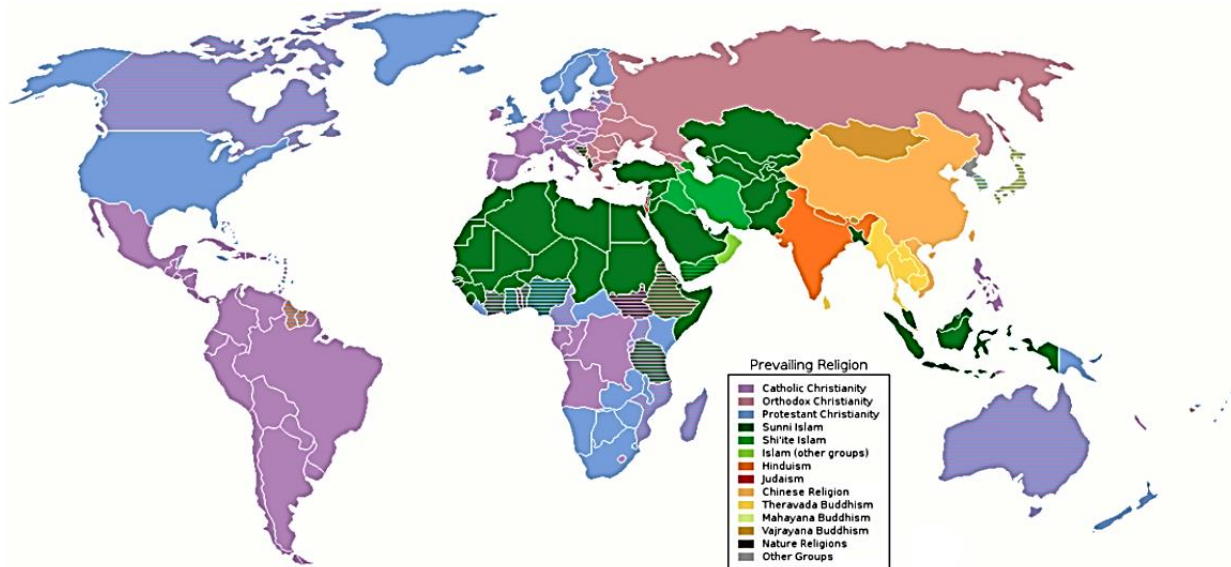 Prevailing Religion
Catholic Christianity
Orthodox Christianity
Protestant Christianity
Sunni Islam
Shi'ite Islam
Islam (other groups)
Hinduism
Judaism
Chinese Religion
Theravada Buddhism
Mahayana Buddhism
Vajrayana Buddhism
Nature Religions
Other Groups